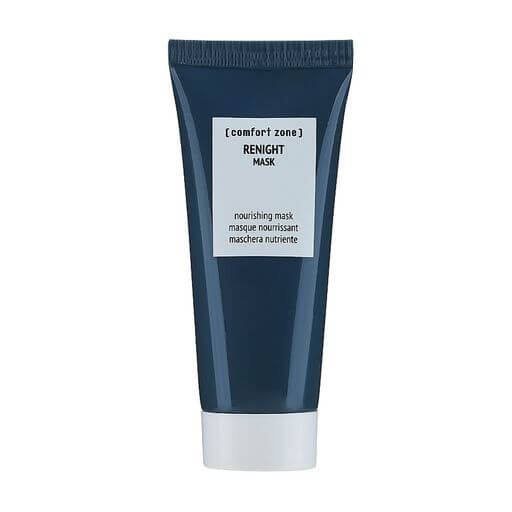 [comfort zone]
RENIGHT
MASK
nourishing mask
masque nourrissant
maschera nutriente